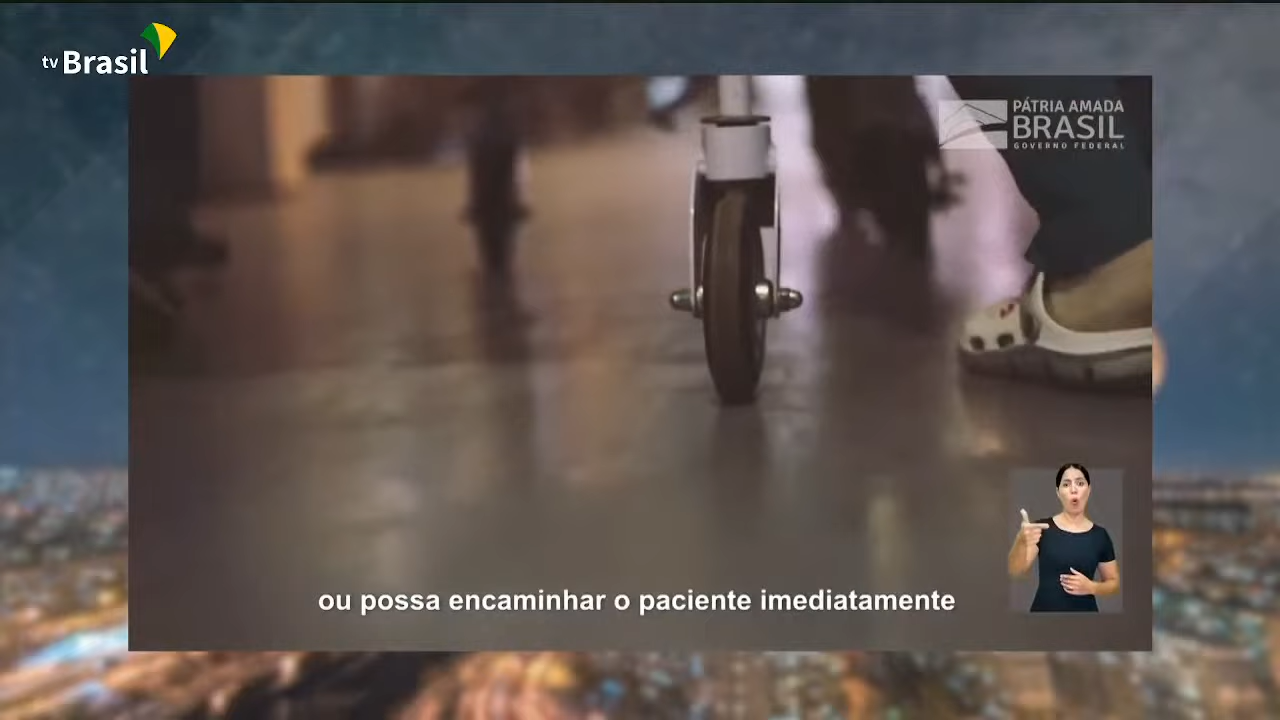 tv Brasil
PÁTRIA AMADA
BRASIL
GOVERNO FEDERAL
ou possa encaminhar o paciente imediatamente